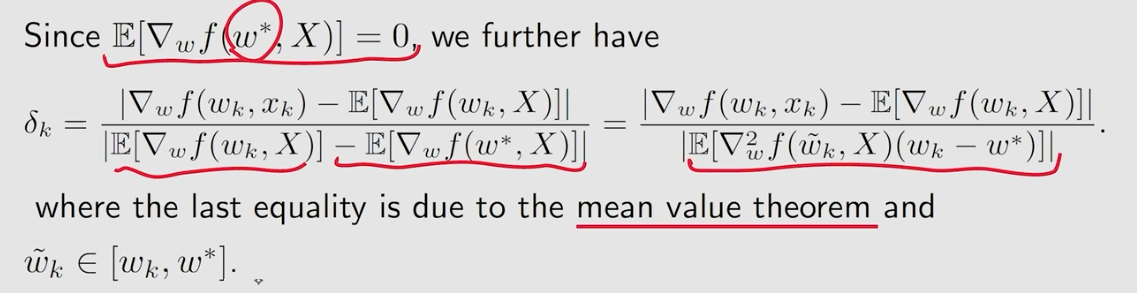 Since 𝔼[∇_w f(w*, X)] = 0, we further have
δ_k = |∇_w f(w_k, x_k) − 𝔼[∇_w f(w_k, X)]| / |𝔼[∇_w f(w_k, X)] − 𝔼[∇_w f(w*, X)]| = |∇_w f(w_k, x_k) − 𝔼[∇_w f(w_k, X)]| / |𝔼[∇²_w f(w̃_k, X)(w_k − w*)]|.
where the last equality is due to the mean value theorem and
w̃_k ∈ [w_k, w*].